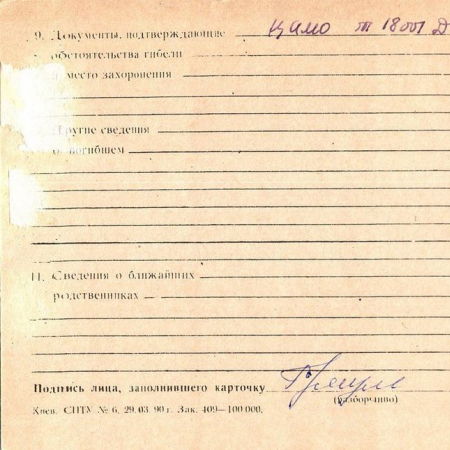 9. Документы, подтверждающие ЦАМО т 18001 Д
обстоятельства гибели
и место захоронения
Другие сведения
о погибшем
11. Сведения о ближайших
родственниках
Подпись лица, заполнившего карточку
(разборчиво)
Киев. СПТУ № 6. 29. 03. 90 г. Зак. 409—100 000.